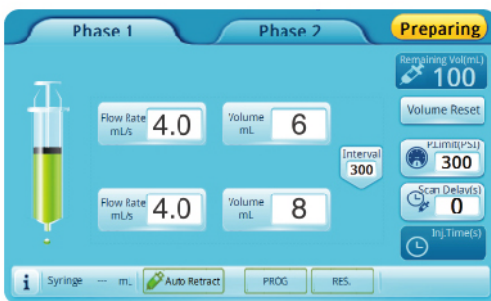 Phase 1
Phase 2
Preparing
Remaining Vol(mL)
100
Volume Reset
Flow Rate
mL/s
4.0
Volume
mL
6
Interval
300
P.Limit(PSI)
300
Flow Rate
mL/s
4.0
Volume
mL
8
Scan Delay(s)
0
Inj.Time(s)
i Syringe --- m_ Auto Retract PROG RES.